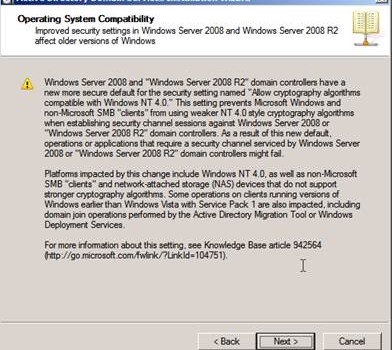 Operating System Compatibility
Improved security settings in Windows Server 2008 and Windows Server 2008 R2
affect older versions of Windows
Windows Server 2008 and "Windows Server 2008 R2" domain controllers have a
new more secure default for the security setting named "Allow cryptography algorithms
compatible with Windows NT 4.0." This setting prevents Microsoft Windows and
non-Microsoft SMB "clients" from using weaker NT 4.0 style cryptography algorithms
when establishing security channel sessions against Windows Server 2008 or
"Windows Server 2008 R2" domain controllers. As a result of this new default,
operations or applications that require a security channel serviced by Windows Server
2008 or "Windows Server 2008 R2" domain controllers might fail.
Platforms impacted by this change include Windows NT 4.0, as well as non-Microsoft
SMB "clients" and network-attached storage (NAS) devices that do not support
stronger cryptography algorithms. Some operations on clients running versions of
Windows earlier than Windows Vista with Service Pack 1 are also impacted, including
domain join operations performed by the Active Directory Migration Tool or Windows
Deployment Services.
For more information about this setting, see Knowledge Base article 942564
(http://go.microsoft.com/fwlink/?LinkId=104751).
< Back
Next >
Cancel